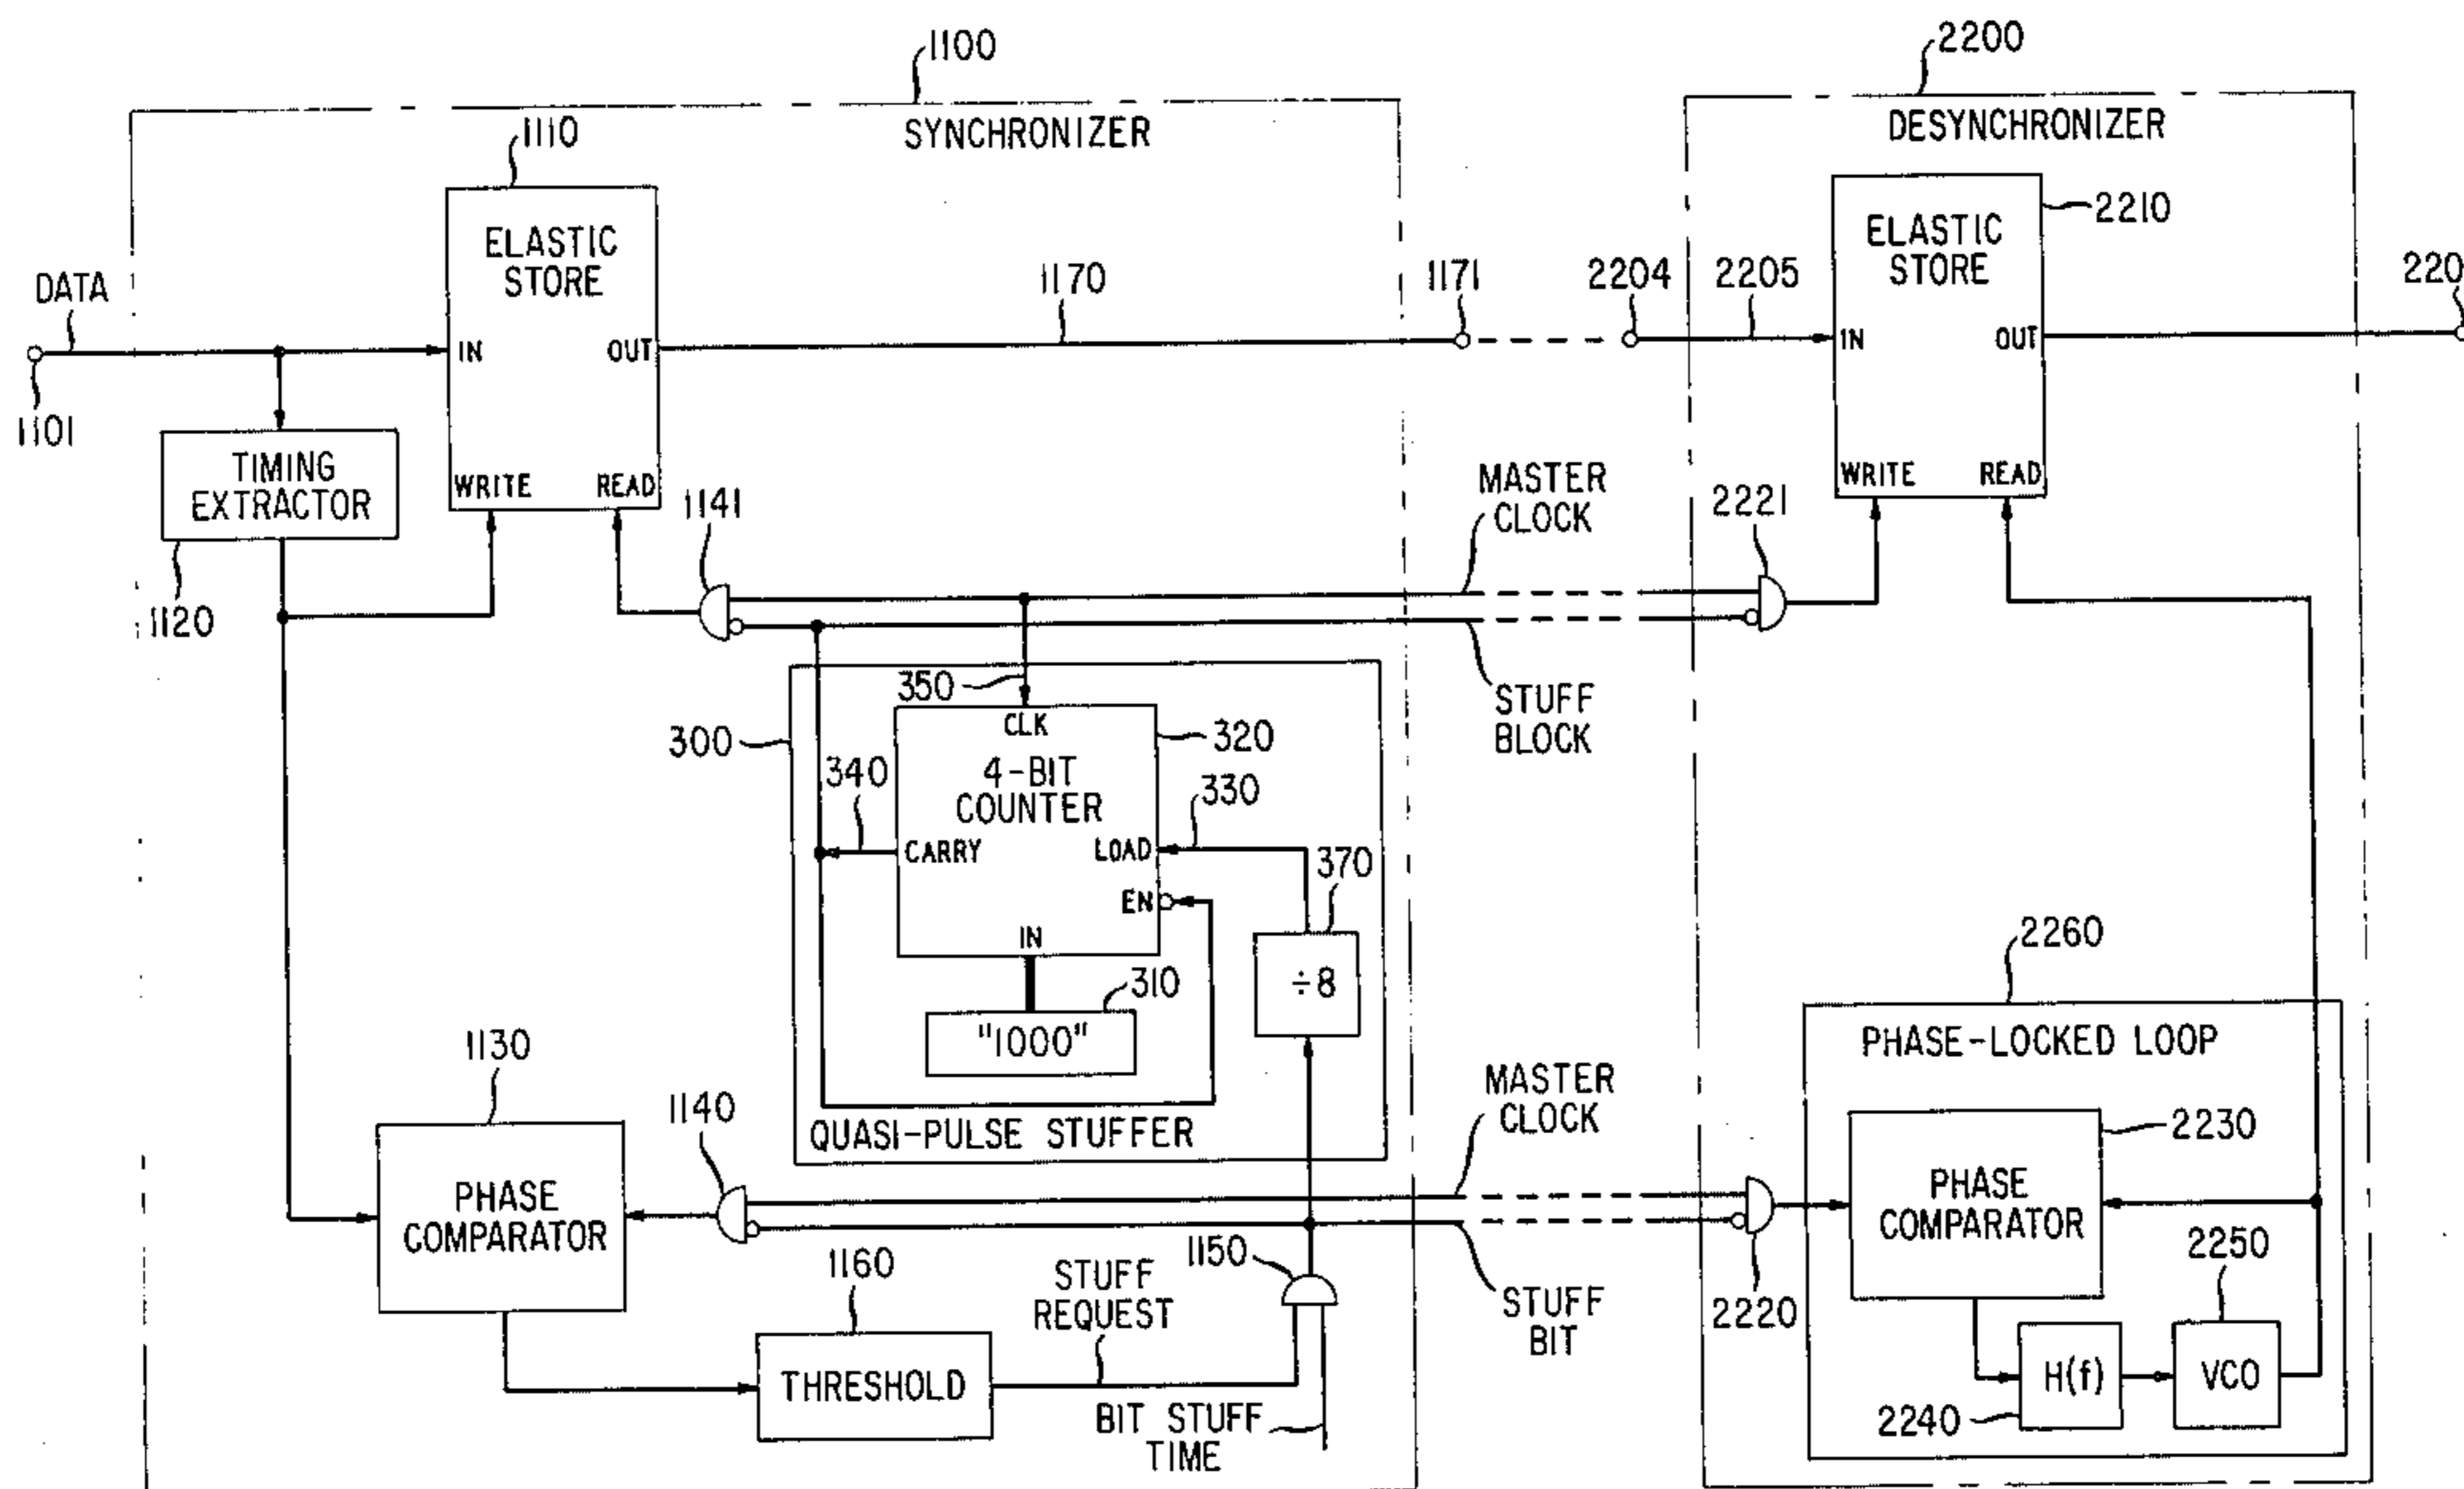 1100
2200
SYNCHRONIZER
DESYNCHRONIZER
1110
2210
ELASTIC
STORE
ELASTIC
STORE
DATA
1170
1171
2204
2205
220
IN
OUT
IN
OUT
1101
TIMING
EXTRACTOR
WRITE
READ
1141
MASTER
CLOCK
2221
WRITE
READ
1120
350
CLK
STUFF
BLOCK
300
320
340
4-BIT
COUNTER
330
CARRY
LOAD
370
EN
IN
÷8
2260
310
"1000"
PHASE-LOCKED LOOP
1130
1140
QUASI-PULSE STUFFER
MASTER
CLOCK
2230
PHASE
COMPARATOR
PHASE
COMPARATOR
1160
STUFF
REQUEST
1150
STUFF
BIT
2220
2250
THRESHOLD
H(f)
VCO
BIT STUFF
TIME
2240